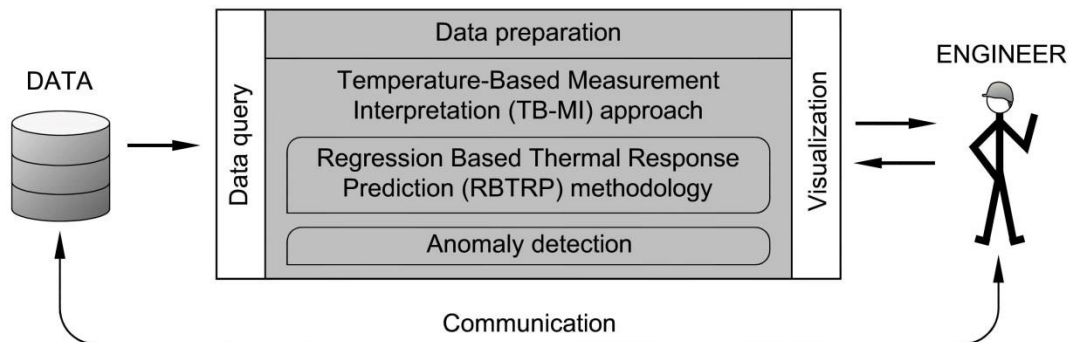 DATA
Data query
Data preparation
Temperature-Based Measurement
Interpretation (TB-MI) approach
Regression Based Thermal Response
Prediction (RBTRP) methodology
Anomaly detection
Visualization
ENGINEER
Communication